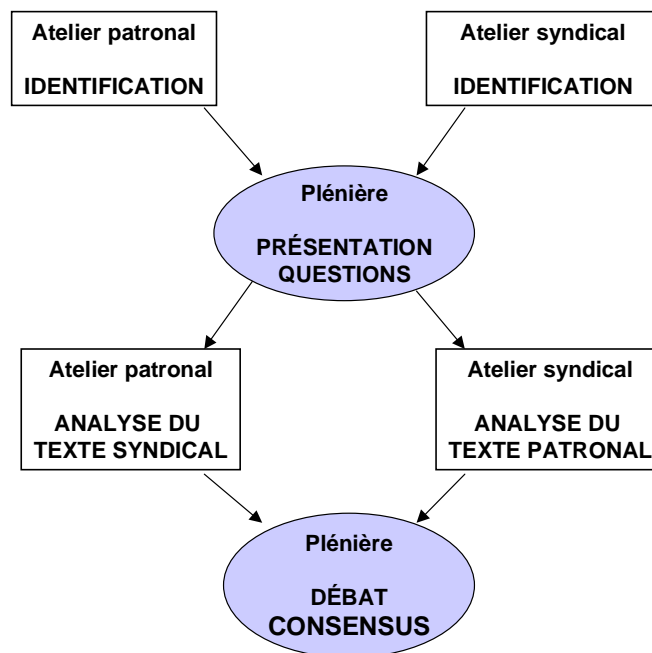 Atelier patronal
IDENTIFICATION
Atelier syndical
IDENTIFICATION
Plénière
PRÉSENTATION
QUESTIONS
Atelier patronal
ANALYSE DU
TEXTE SYNDICAL
Atelier syndical
ANALYSE DU
TEXTE PATRONAL
Plénière
DÉBAT
CONSENSUS